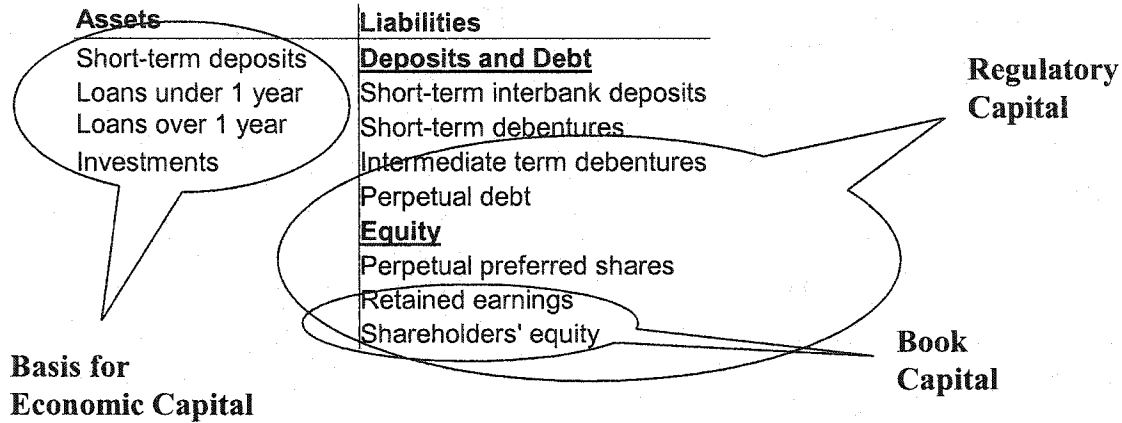 Assets
Liabilities
Short-term deposits
Deposits and Debt
Loans under 1 year
Short-term interbank deposits
Loans over 1 year
Short-term debentures
Investments
Intermediate term debentures
Perpetual debt
Equity
Perpetual preferred shares
Retained earnings
Shareholders' equity
Regulatory
Capital
Book
Capital
Basis for
Economic Capital